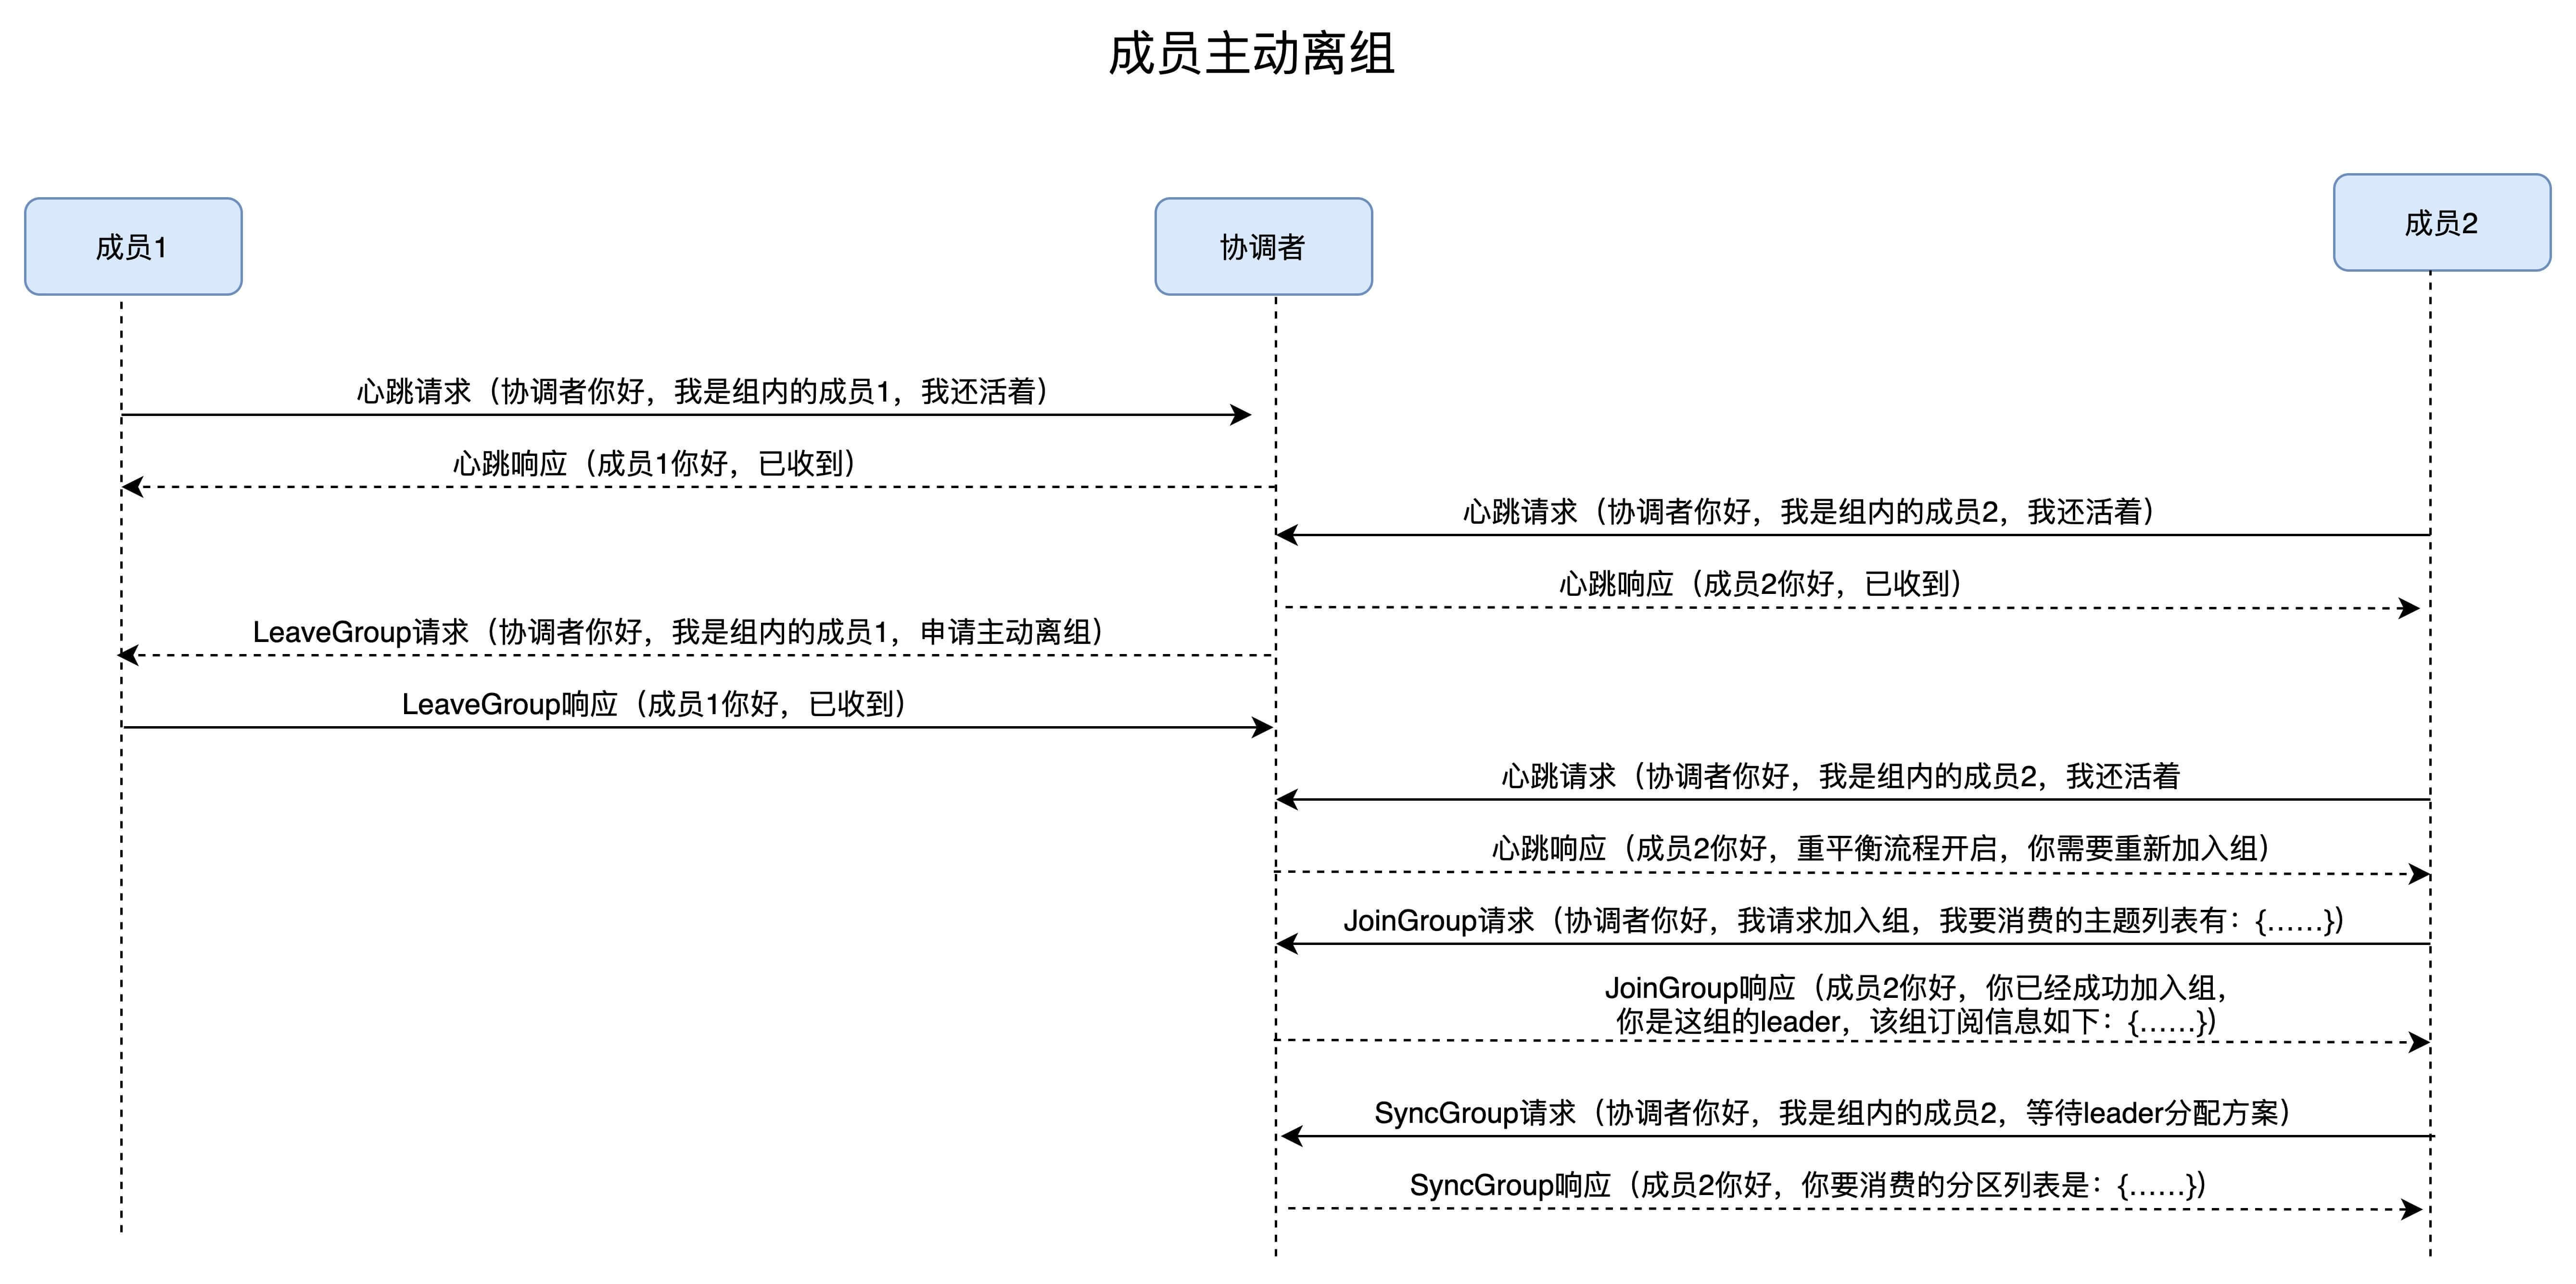 成员主动离组
成员1
协调者
成员2
心跳请求（协调者你好，我是组内的成员1，我还活着）
心跳响应（成员1你好，已收到）
心跳请求（协调者你好，我是组内的成员2，我还活着）
心跳响应（成员2你好，已收到）
LeaveGroup请求（协调者你好，我是组内的成员1，申请主动离组）
LeaveGroup响应（成员1你好，已收到）
心跳请求（协调者你好，我是组内的成员2，我还活着
心跳响应（成员2你好，重平衡流程开启，你需要重新加入组）
JoinGroup请求（协调者你好，我请求加入组，我要消费的主题列表有：{……}）
JoinGroup响应（成员2你好，你已经成功加入组，
你是这组的leader，该组订阅信息如下：{……}）
SyncGroup请求（协调者你好，我是组内的成员2，等待leader分配方案）
SyncGroup响应（成员2你好，你要消费的分区列表是：{……}）